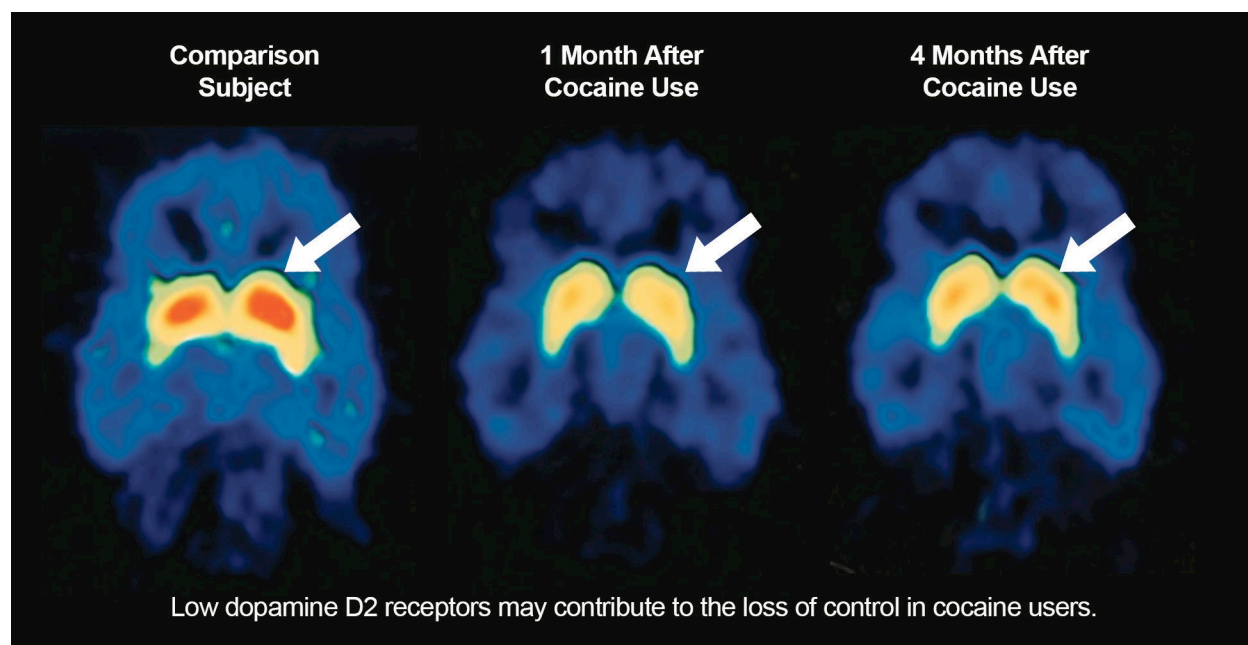 Comparison
Subject
1 Month After
Cocaine Use
4 Months After
Cocaine Use
Low dopamine D2 receptors may contribute to the loss of control in cocaine users.